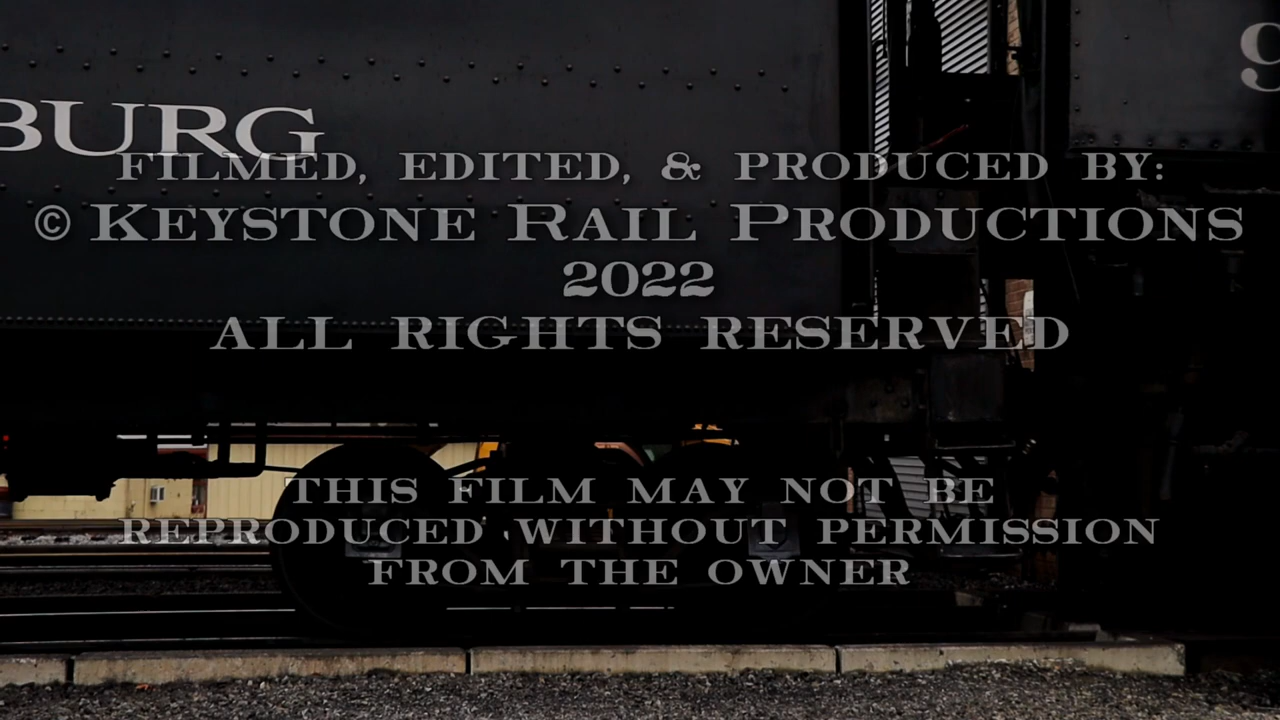 9
BURG
FILMED, EDITED, & PRODUCED BY:
© KEYSTONE RAIL PRODUCTIONS
2022
ALL RIGHTS RESERVED
THIS FILM MAY NOT BE
REPRODUCED WITHOUT PERMISSION
FROM THE OWNER